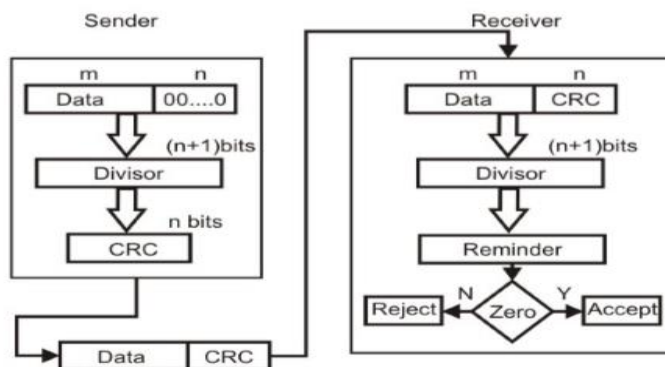 Sender
m n
Data 00....0
(n+1)bits
Divisor
n bits
CRC
Data CRC
Receiver
m n
Data CRC
(n+1)bits
Divisor
Reminder
N Y
Reject Zero Accept